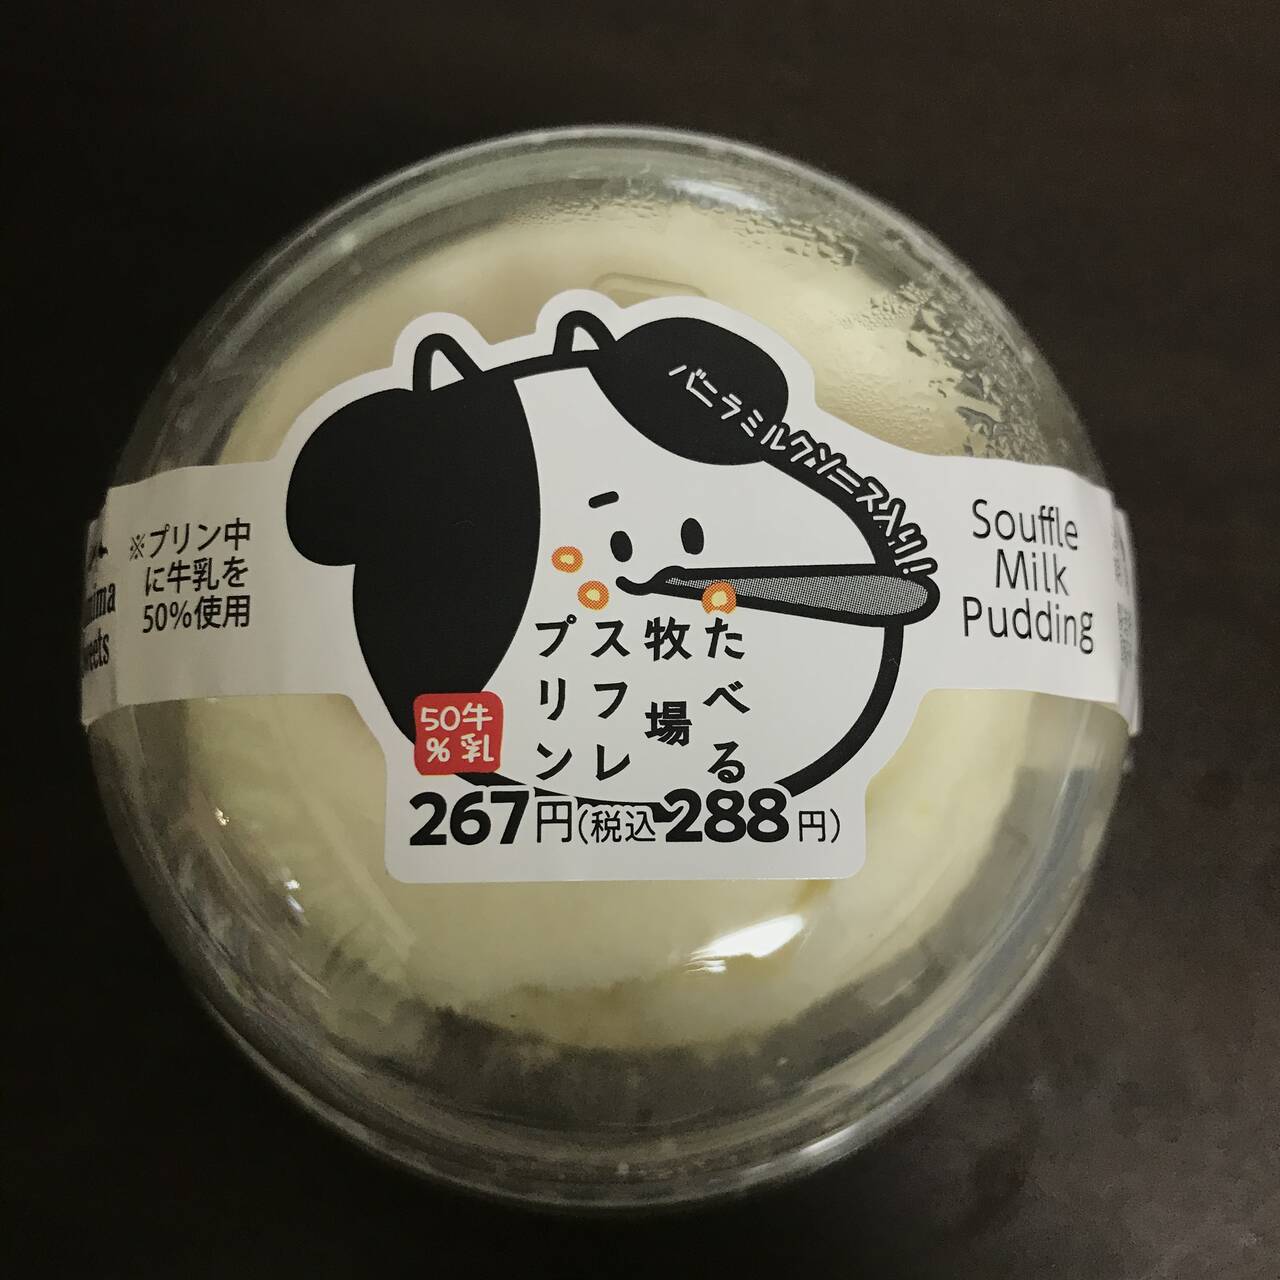 バニラミルクソース入り!
※プリン中
に牛乳を
50%使用
Souffle
Milk
Pudding
たべる
牧場
スフレ
プリン
牛乳
50%
267円(税込288円)